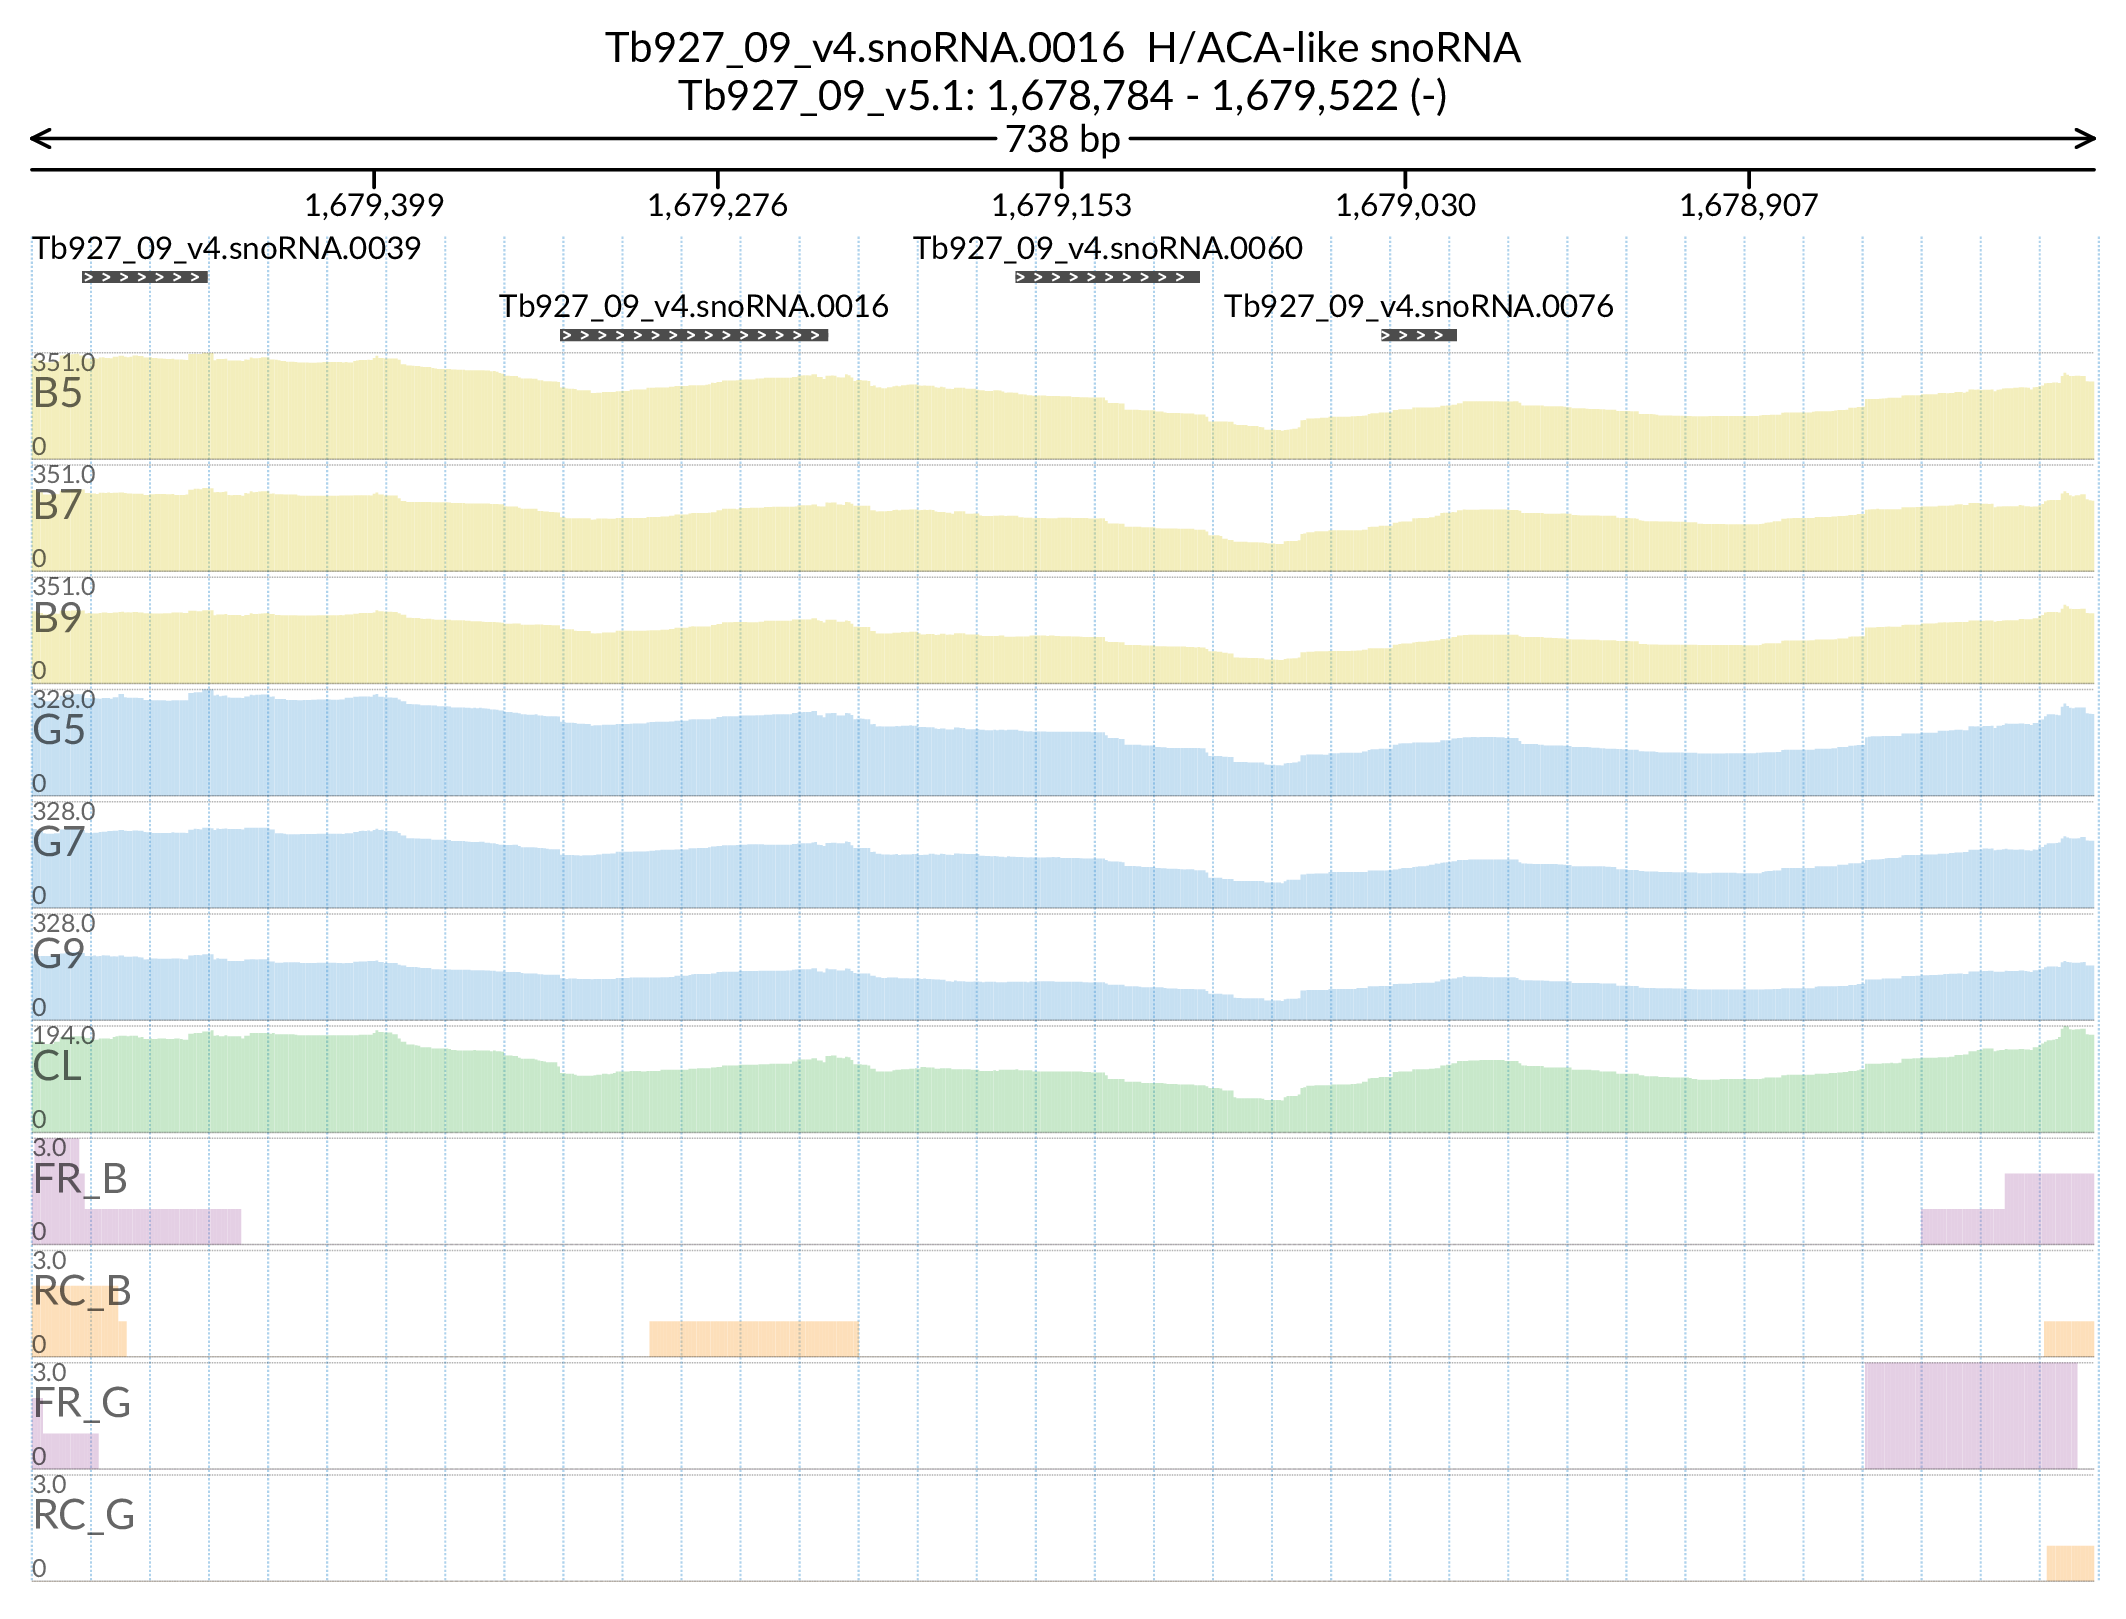 Tb927_09_v4.snoRNA.0016  H/ACA-like snoRNA
Tb927_09_v5.1: 1,678,784 - 1,679,522 (-)
738 bp
1,679,399 1,679,276 1,679,153 1,679,030 1,678,907
Tb927_09_v4.snoRNA.0039 Tb927_09_v4.snoRNA.0060
Tb927_09_v4.snoRNA.0016 Tb927_09_v4.snoRNA.0076
351.0
B5
0
351.0
B7
0
351.0
B9
0
328.0
G5
0
328.0
G7
0
328.0
G9
0
194.0
CL
0
3.0
FR_B
0
3.0
RC_B
0
3.0
FR_G
0
3.0
RC_G
0